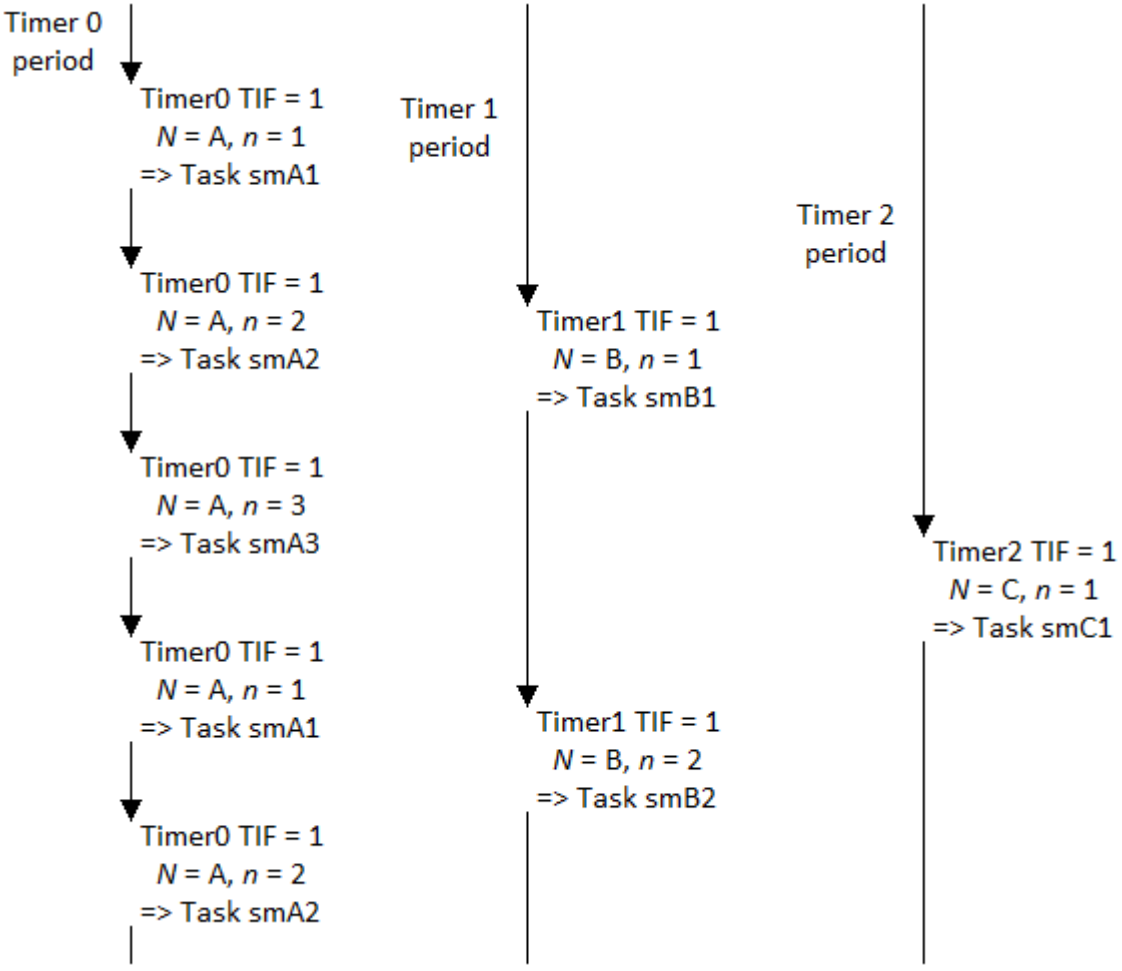 Timer 0
period
Timer0 TIF = 1
N = A, n = 1
=> Task smA1
Timer0 TIF = 1
N = A, n = 2
=> Task smA2
Timer0 TIF = 1
N = A, n = 3
=> Task smA3
Timer0 TIF = 1
N = A, n = 1
=> Task smA1
Timer0 TIF = 1
N = A, n = 2
=> Task smA2
Timer 1
period
Timer1 TIF = 1
N = B, n = 1
=> Task smB1
Timer1 TIF = 1
N = B, n = 2
=> Task smB2
Timer 2
period
Timer2 TIF = 1
N = C, n = 1
=> Task smC1